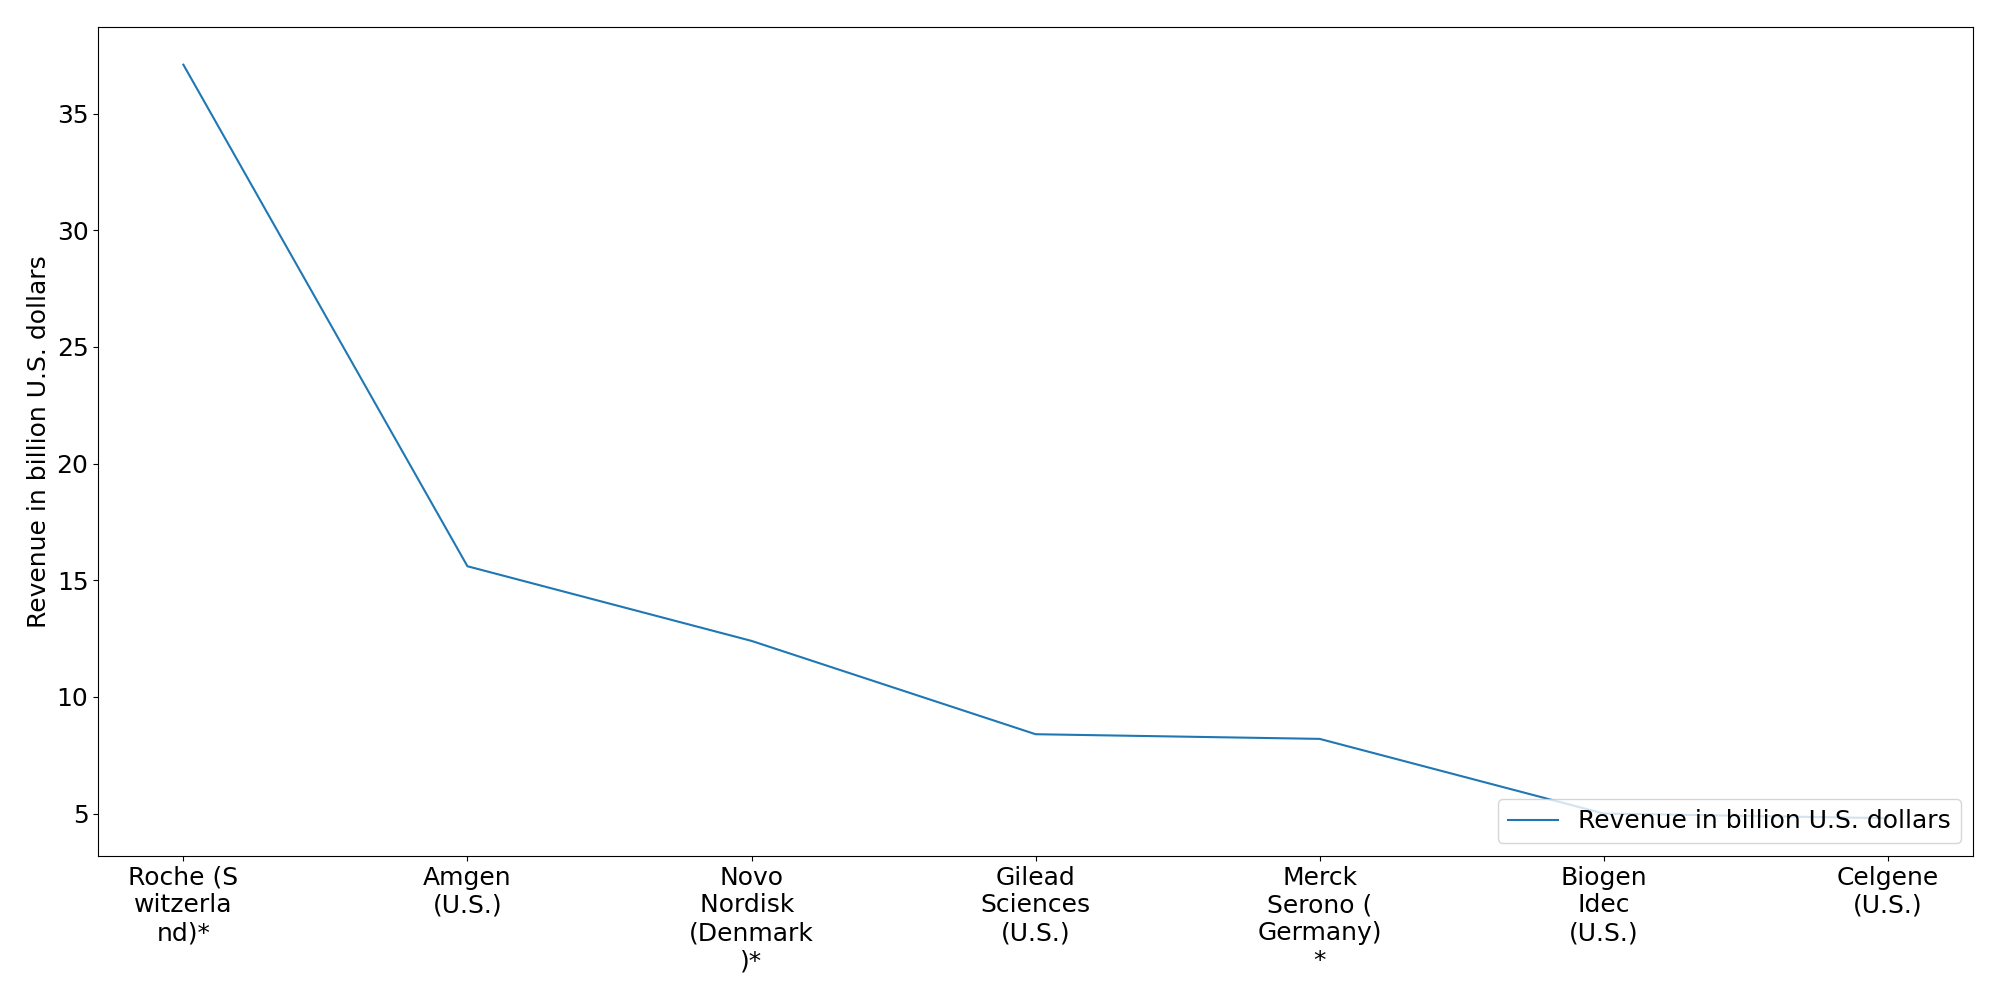 Revenue in billion U.S. dollars
35
30
25
20
15
10
5
Revenue in billion U.S. dollars
Roche (S
witzerla
nd)*
Amgen
(U.S.)
Novo
Nordisk
(Denmark
)*
Gilead
Sciences
(U.S.)
Merck
Serono (
Germany)
*
Biogen
Idec
(U.S.)
Celgene
(U.S.)